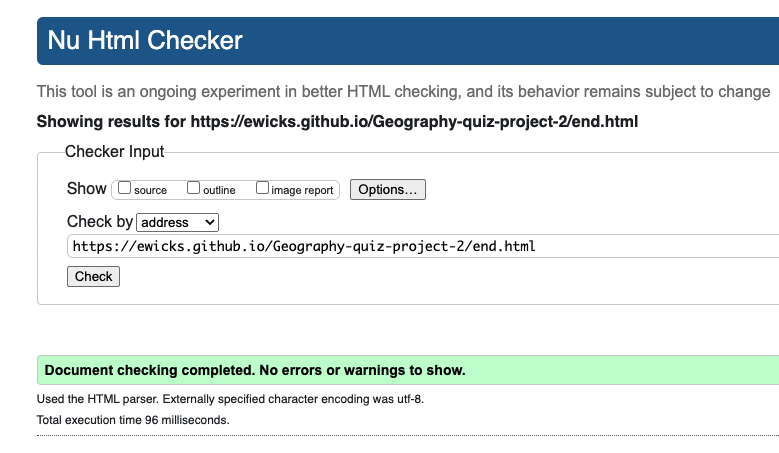 Nu Html Checker
This tool is an ongoing experiment in better HTML checking, and its behavior remains subject to change
Showing results for https://ewicks.github.io/Geography-quiz-project-2/end.html
Checker Input
Show source outline image report Options...
Check by address
https://ewicks.github.io/Geography-quiz-project-2/end.html
Check
Document checking completed. No errors or warnings to show.
Used the HTML parser. Externally specified character encoding was utf-8.
Total execution time 96 milliseconds.